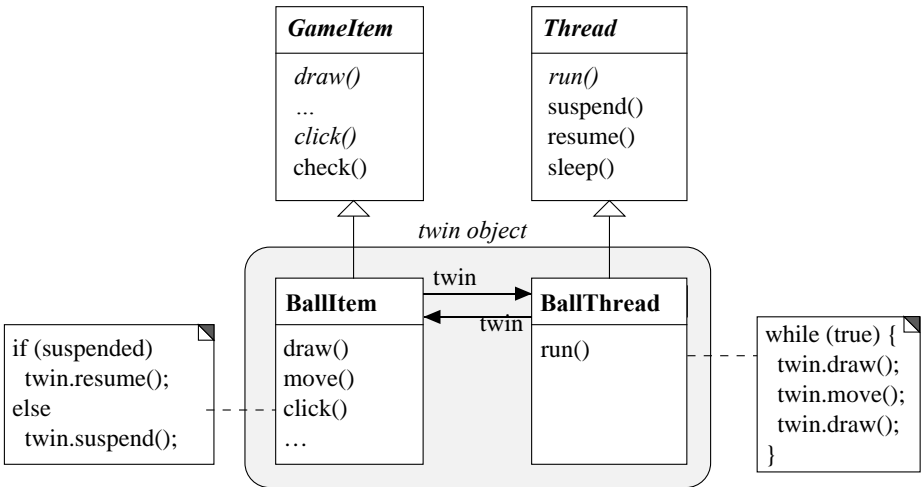 GameItem
draw()
...
click()
check()
Thread
run()
suspend()
resume()
sleep()
twin object
BallItem
draw()
move()
click()
...
twin
twin
BallThread
run()
if (suspended)
twin.resume();
else
twin.suspend();
while (true) {
twin.draw();
twin.move();
twin.draw();
}